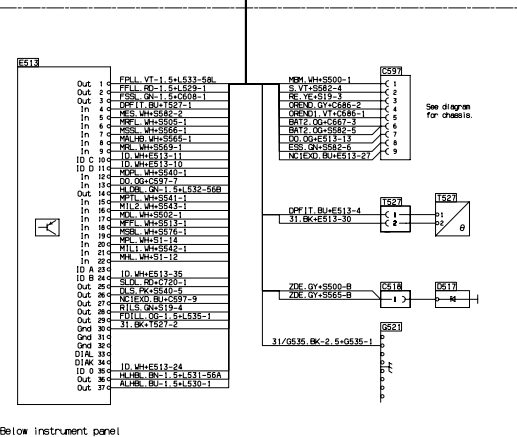 E513
Out 1 FPLL.VT-1.5+L533-58L
Out 2 FFLL.RD-1.5+L529-1
Out 3 FSSL.GN-1.5+C608-1
In 4 DPFIT.BU+T527-1
In 5 MES.WH+S582-2
In 6 MRFL.WH+S505-1
In 7 MSSL.WH+S566-1
In 8 MALHB.WH+S565-1
In 9 MRL.WH+S569-1
ID C 10 ID.WH+E513-11
ID D 11 ID.WH+E513-10
In 12 MDPL.WH+S540-1
In 13 DO.OG+C597-7
Out 14 HLDBL.GN-1.5+L532-56B
In 15 MPTL.WH+S541-1
In 16 MIL2.WH+S543-1
In 17 MDL.WH+S502-1
In 18 MFFL.WH+S513-1
In 19 MSBL.WH+S576-1
In 20 MPL.WH+S1-14
In 21 MIL1.WH+S542-1
In 22 MHL.WH+S1-12
ID A 23
ID B 24 ID.WH+E513-35
Out 25 SLDL.RD+C720-1
Out 26 DLS.PK+S540-5
Out 27 NC1EXD.BU+C597-9
Out 28 RILS.GN+S19-4
Out 29 FDILL.OG-1.5+L535-1
Gnd 30 31.BK+T527-2
Gnd 31
Gnd 32
DIAL 33
DIAK 34
ID 0 35 ID.WH+E513-24
Out 36 HLHBL.BN-1.5+L531-56A
Out 37 ALHBL.BU-1.5+L530-1
C597
MBM.WH+S500-1 1
S.VT+S582-4 2
RE.YE+S19-3 3
OREND.GY+C686-2 4
OREND1.VT+C686-1 5
BAT2.OG+C667-3 6
BAT2.OG+S582-5 7
DO.OG+E513-13 8
ESS.GN+S582-6 9
NC1EXD.BU+E513-27
See diagram
for chassis.
T527 T527
DPFIT.BU+E513-4 1 1
31.BK+E513-30 2 2
θ
C516 D517
ZDE.GY+S500-B
ZDE.GY+S565-B 1
G521
31/G535.BK-2.5+G535-1
Below instrument panel